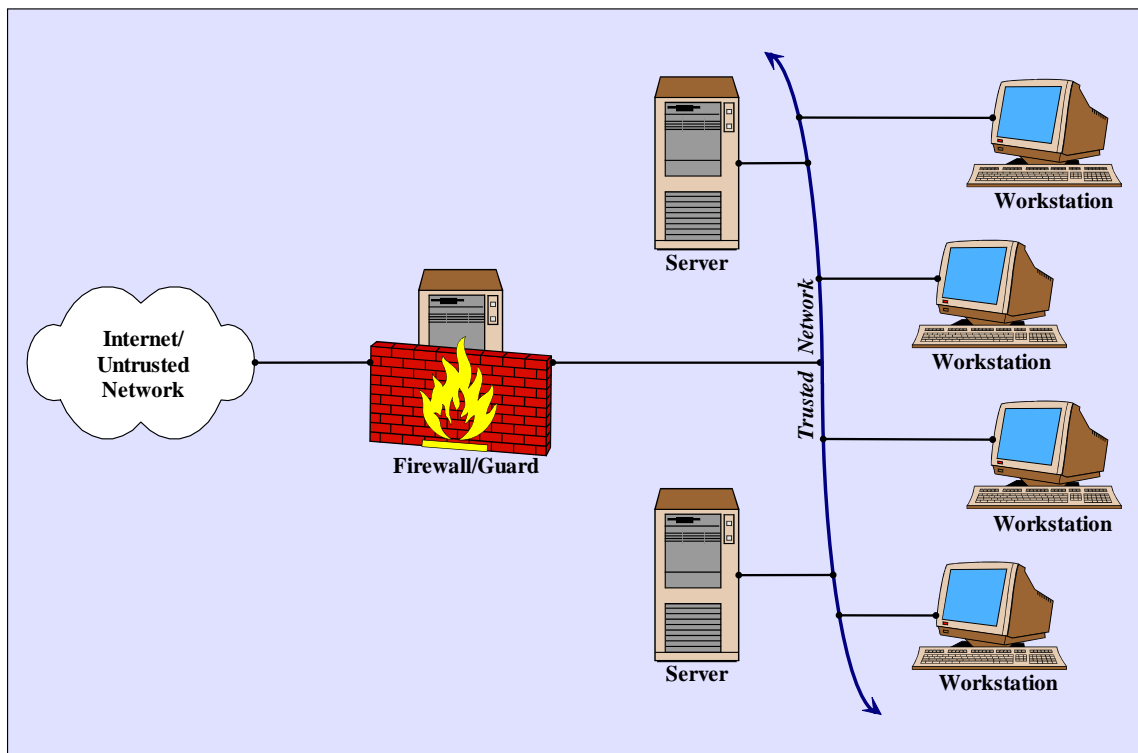 Internet/
Untrusted
Network
Firewall/Guard
Server
Server
Trusted Network
Workstation
Workstation
Workstation
Workstation